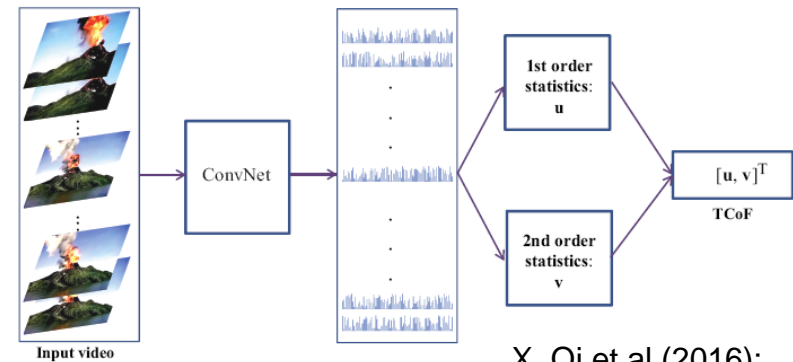 Input video
ConvNet
1st order
statistics:
u
2nd order
statistics:
v
[u, v]T
TCoF
X. Qi et al (2016):